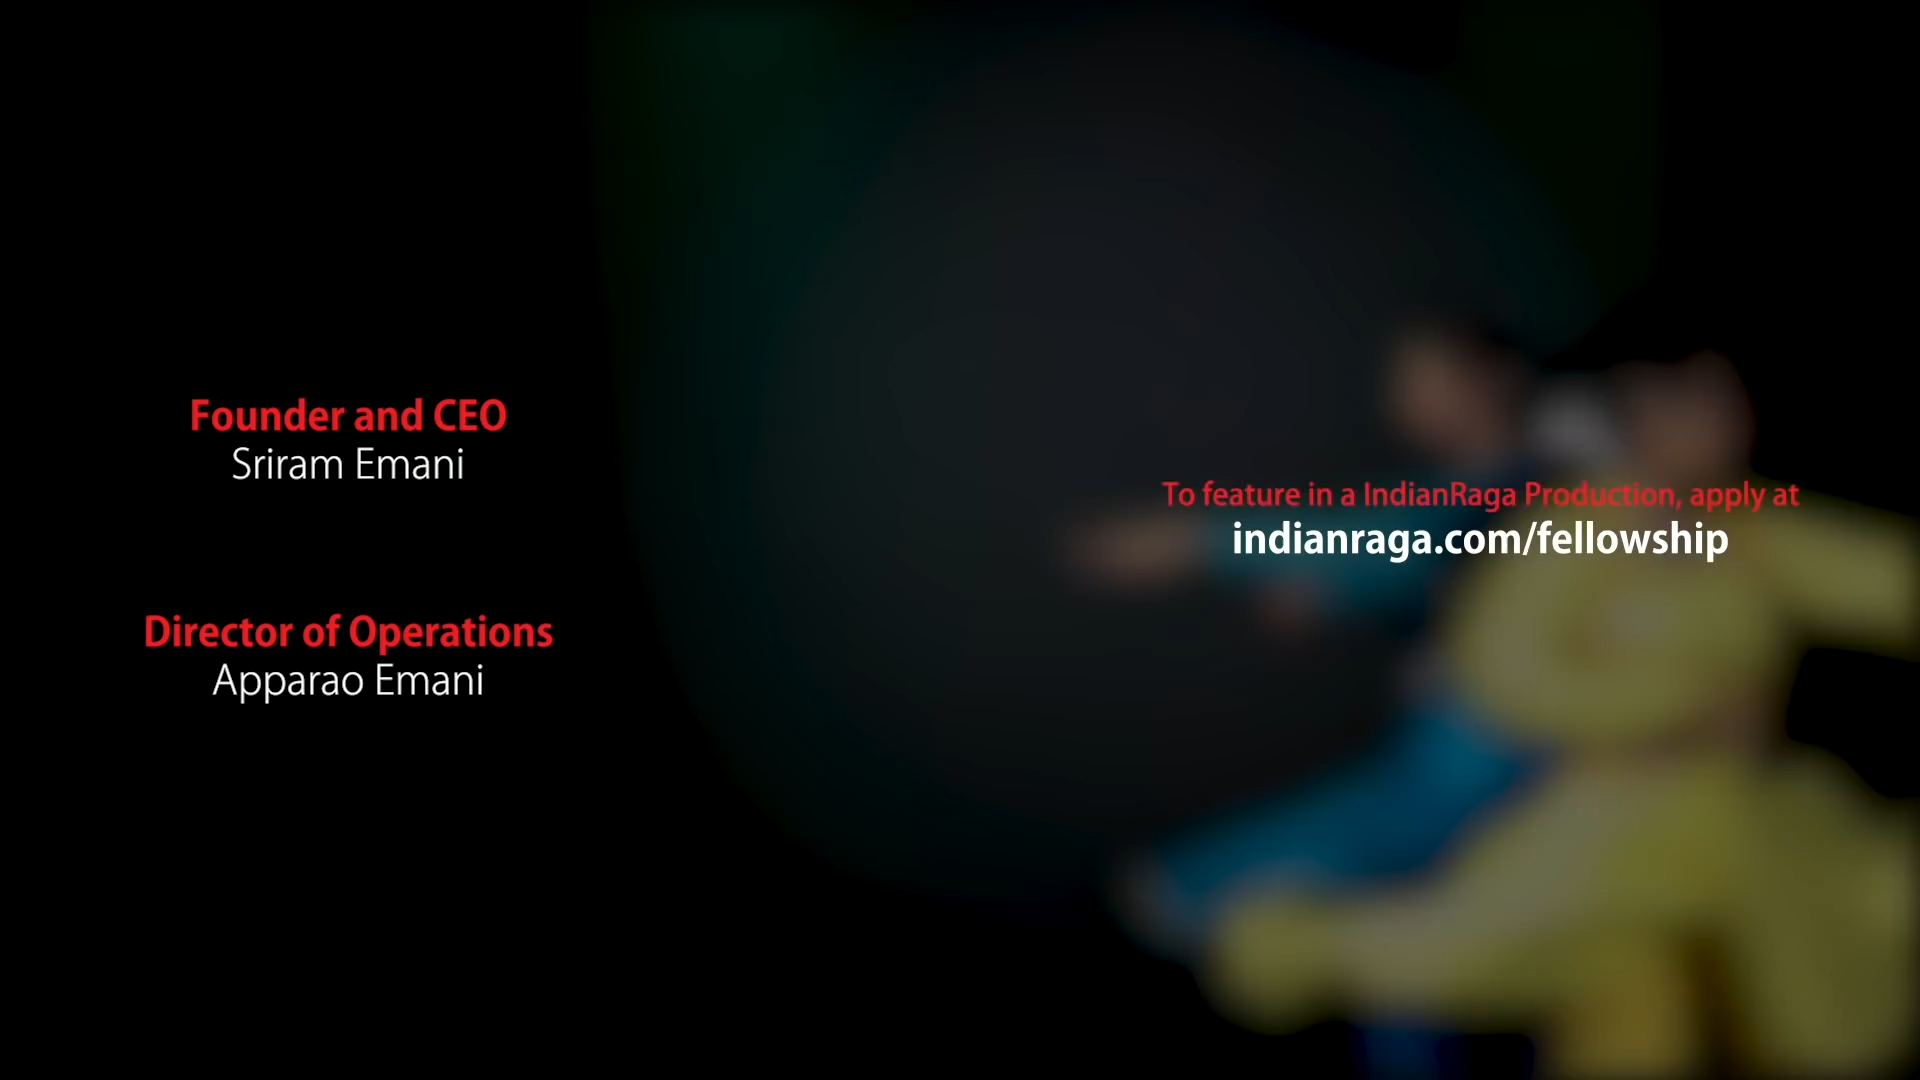 Founder and CEO
Sriram Emani
Director of Operations
Apparao Emani
To feature in a IndianRaga Production, apply at
indianraga.com/fellowship